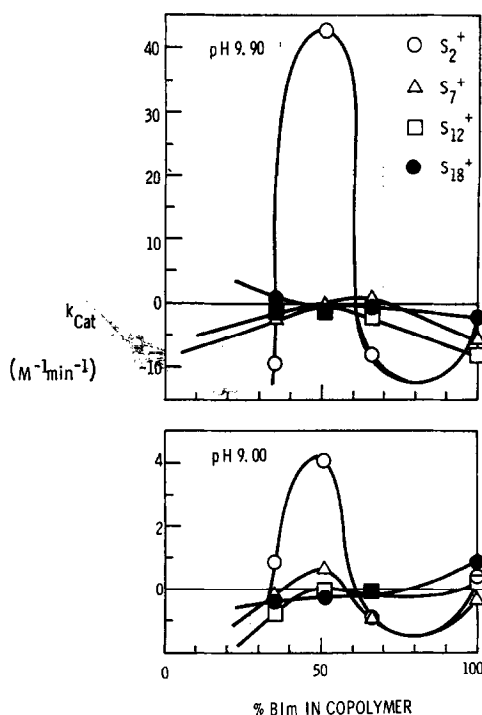 40
pH 9.90
S2+
S7+
30
S12+
S18+
20
10
0
kCat
(M-1min-1)
-10
4
pH 9.00
2
0
0
50
100
% BIm IN COPOLYMER